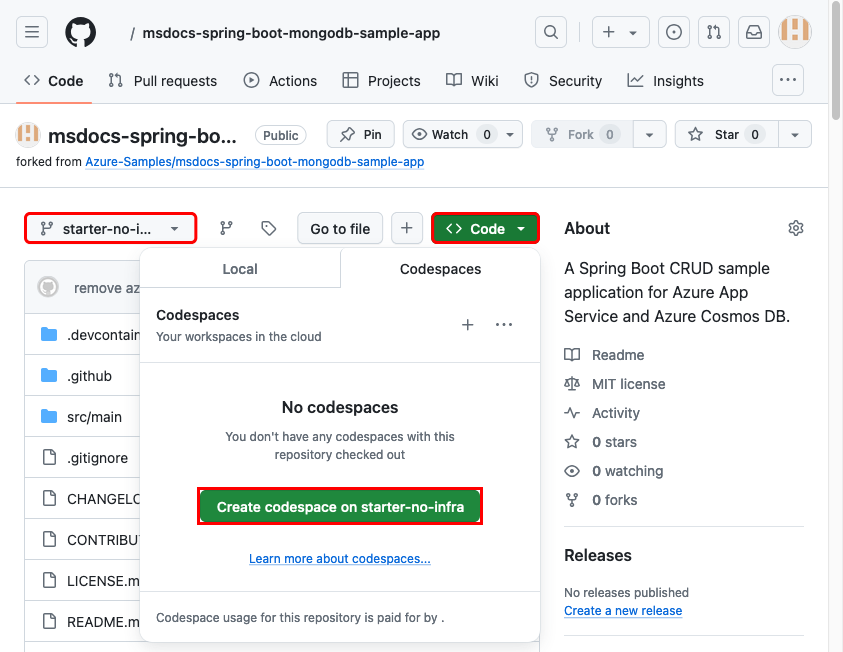 / msdocs-spring-boot-mongodb-sample-app
Code Pull requests Actions Projects Wiki Security Insights
msdocs-spring-bo... Public Pin Watch 0 Fork 0 Star 0
forked from Azure-Samples/msdocs-spring-boot-mongodb-sample-app
starter-no-i... Go to file Code
Local Codespaces
remove az
Codespaces
Your workspaces in the cloud
.devcontain
.github
src/main
.gitignore
CHANGELO
CONTRIBU
LICENSE.m
README.m
No codespaces
You don't have any codespaces with this
repository checked out
Create codespace on starter-no-infra
Learn more about codespaces...
Codespace usage for this repository is paid for by .
About
A Spring Boot CRUD sample
application for Azure App
Service and Azure Cosmos DB.
Readme
MIT license
Activity
0 stars
0 watching
0 forks
Releases
No releases published
Create a new release